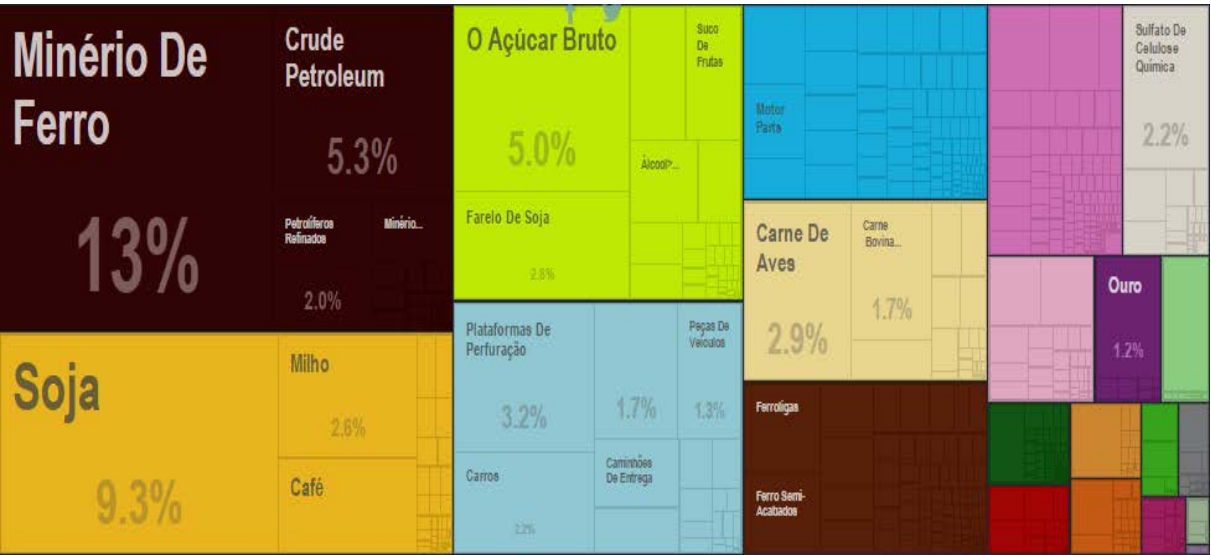 Minério De
Ferro
13%
Crude
Petroleum
5.3%
Petrolíferos
Refinados
2.0%
Minério...
Soja
9.3%
Milho
2.6%
Café
O Açúcar Bruto
5.0%
Suco
De
Frutas
Álcool>...
Farelo De Soja
2.8%
Plataformas De
Perfuração
3.2%
1.7%
Peças De
Veículos
1.3%
Carros
2.2%
Caminhões
De Entrega
Motor
Parts
Carne De
Aves
2.9%
Carne
Bovina...
1.7%
Ferroligas
Ferro Semi-
Acabados
Sulfato De
Celulose
Química
2.2%
Ouro
1.2%